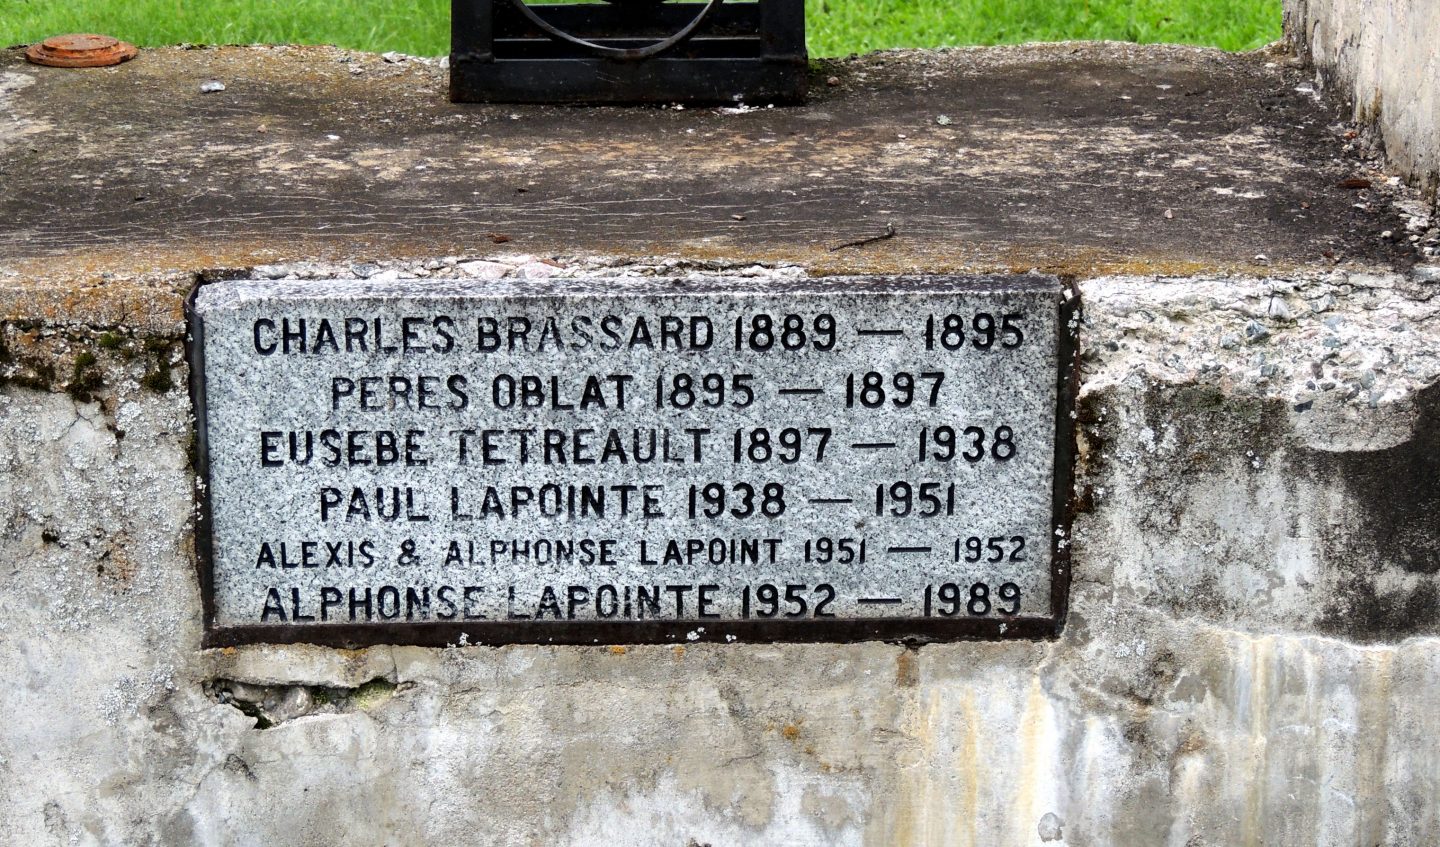 CHARLES BRASSARD 1889 — 1895
PERES OBLAT 1895 — 1897
EUSEBE TETREAULT 1897 — 1938
PAUL LAPOINTE 1938 — 1951
ALEXIS & ALPHONSE LAPOINT 1951 — 1952
ALPHONSE LAPOINTE 1952 — 1989